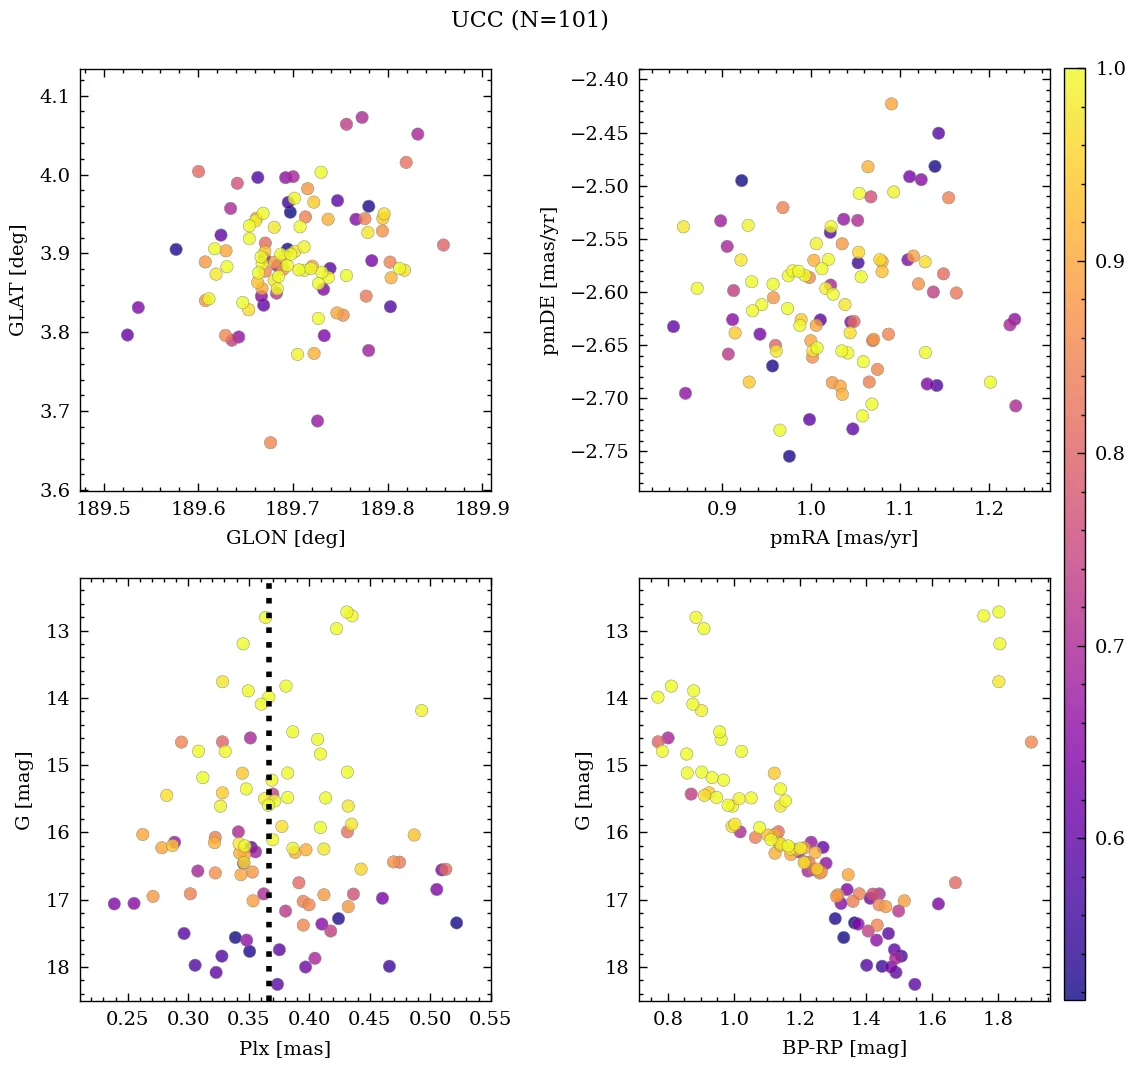 UCC (N=101)
4.1
4.0
3.9
3.8
3.7
3.6
GLAT [deg]
189.5 189.6 189.7 189.8 189.9
GLON [deg]
−2.40
−2.45
−2.50
−2.55
−2.60
−2.65
−2.70
−2.75
pmDE [mas/yr]
0.9 1.0 1.1 1.2
pmRA [mas/yr]
1.0
0.9
0.8
0.7
0.6
13
14
15
16
17
18
G [mag]
0.25 0.30 0.35 0.40 0.45 0.50 0.55
Plx [mas]
13
14
15
16
17
18
G [mag]
0.8 1.0 1.2 1.4 1.6 1.8
BP-RP [mag]